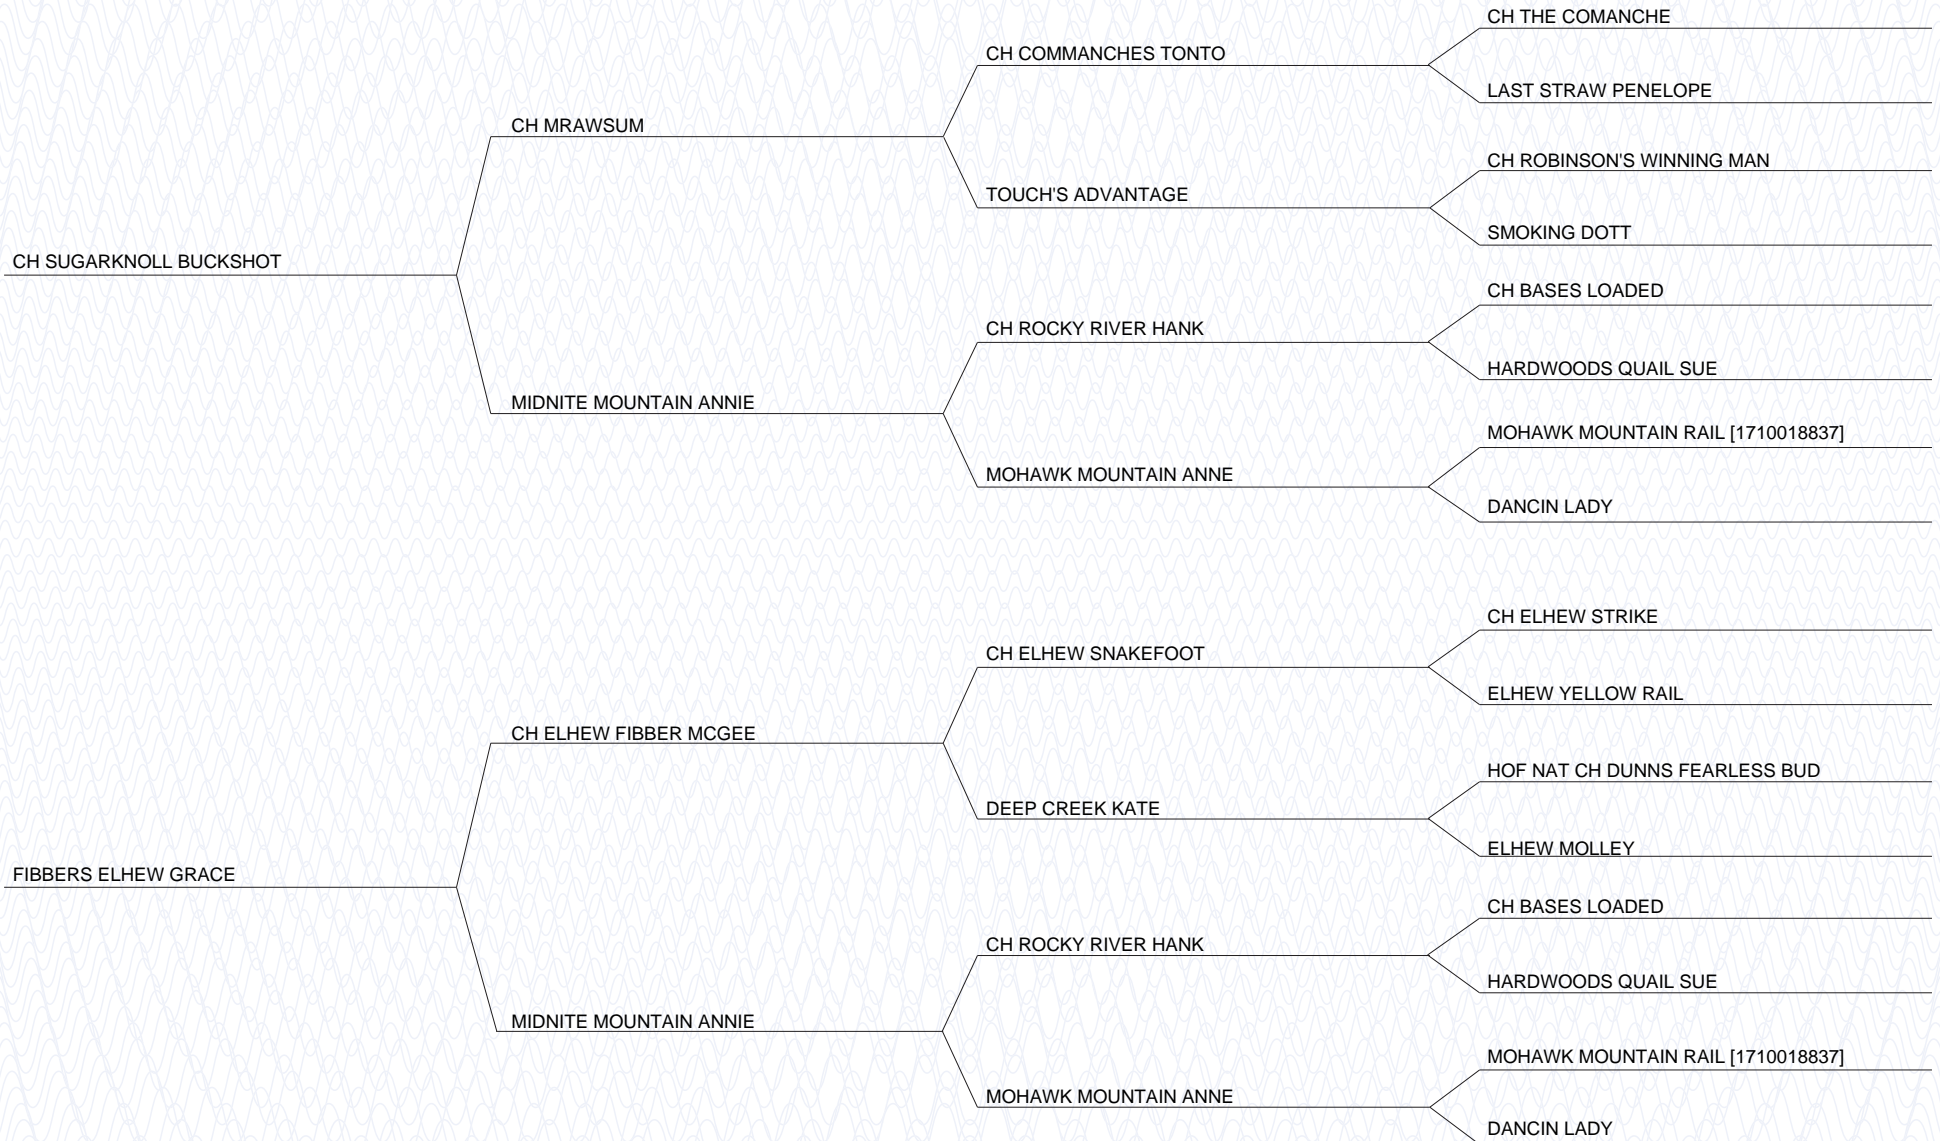 CH THE COMANCHE
CH COMMANCHES TONTO
LAST STRAW PENELOPE
CH MRAWSUM
CH ROBINSON'S WINNING MAN
TOUCH'S ADVANTAGE
SMOKING DOTT
CH SUGARKNOLL BUCKSHOT
CH BASES LOADED
CH ROCKY RIVER HANK
HARDWOODS QUAIL SUE
MIDNITE MOUNTAIN ANNIE
MOHAWK MOUNTAIN RAIL [1710018837]
MOHAWK MOUNTAIN ANNE
DANCIN LADY
CH ELHEW STRIKE
CH ELHEW SNAKEFOOT
ELHEW YELLOW RAIL
CH ELHEW FIBBER MCGEE
HOF NAT CH DUNNS FEARLESS BUD
DEEP CREEK KATE
ELHEW MOLLEY
FIBBERS ELHEW GRACE
CH BASES LOADED
CH ROCKY RIVER HANK
HARDWOODS QUAIL SUE
MIDNITE MOUNTAIN ANNIE
MOHAWK MOUNTAIN RAIL [1710018837]
MOHAWK MOUNTAIN ANNE
DANCIN LADY